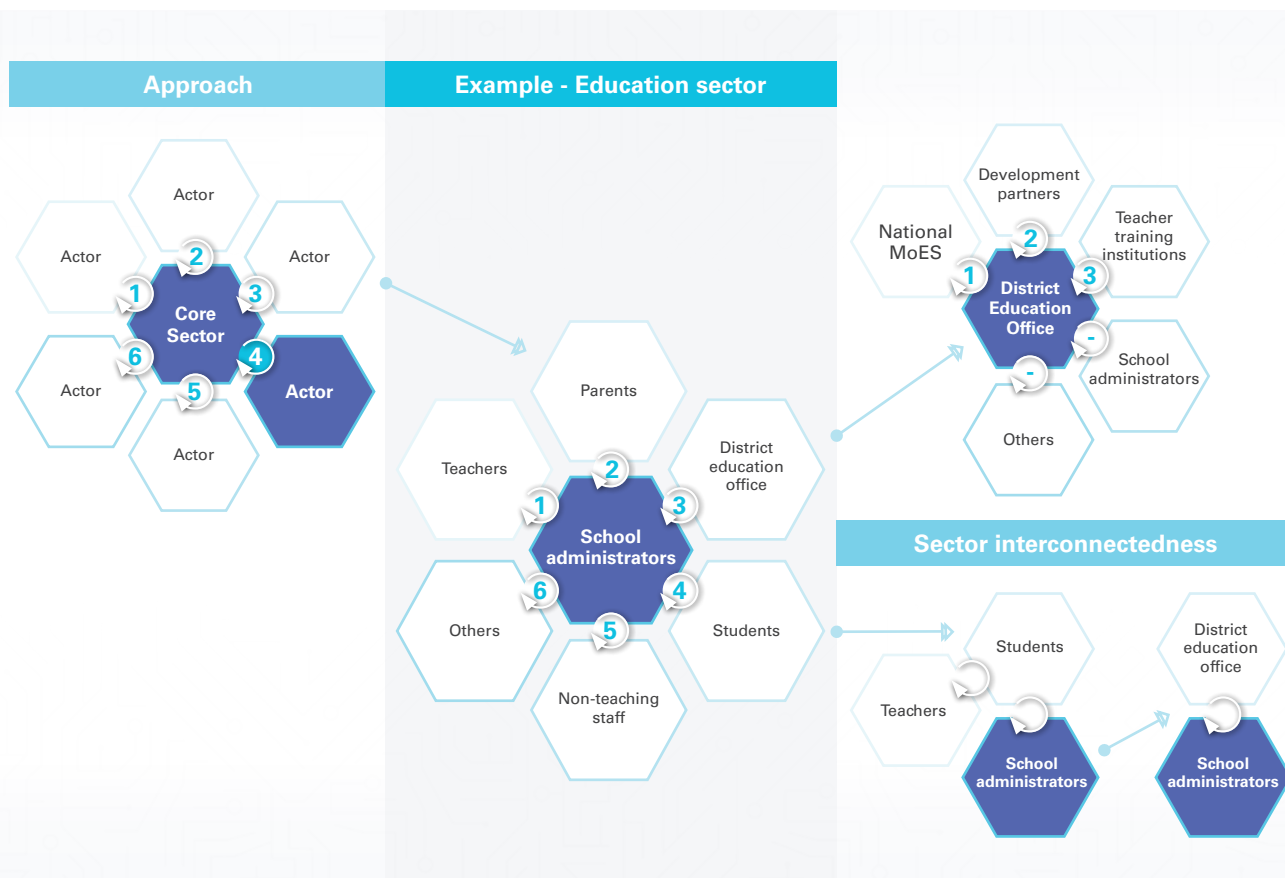 Approach
Example - Education sector
Actor
Actor
Actor
2
1
3
Core
Sector
6
4
5
Actor
Actor
Actor
Parents
Teachers
District
education
office
2
1
3
School
administrators
6
4
5
Others
Students
Non-teaching
staff
Development
partners
National
MoES
Teacher
training
institutions
2
1
3
District
Education
Office
-
-
School
administrators
Others
Sector interconnectedness
Students
Teachers
School
administrators
District
education
office
School
administrators